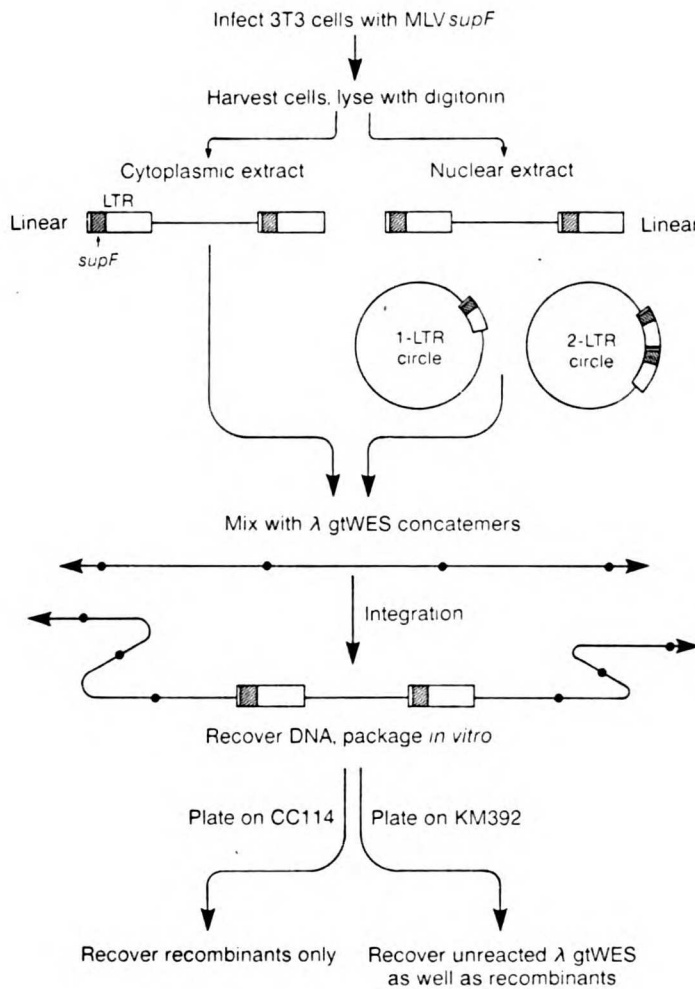 Infect 3T3 cells with MLV supF
Harvest cells, lyse with digitonin
Cytoplasmic extract
Nuclear extract
LTR
Linear
Linear
supF
1-LTR
circle
2-LTR
circle
Mix with λ gtWES concatemers
Integration
Recover DNA, package in vitro
Plate on CC114
Plate on KM392
Recover recombinants only
Recover unreacted λ gtWES
as well as recombinants